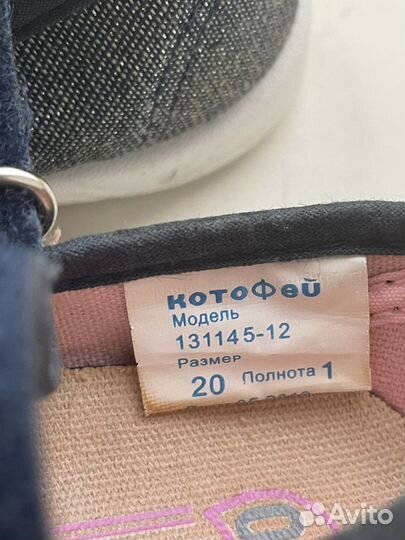 котофей
Модель
131145-12
Размер
20 Полнота 1
Avito